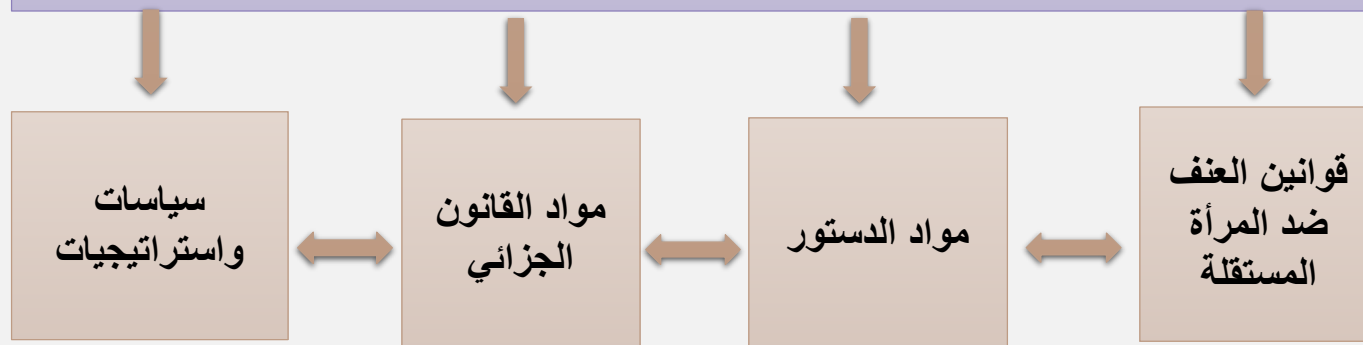 قوانين العنف
ضد المرأة
المستقلة
مواد الدستور
مواد القانون
الجزائي
سياسات
واستراتيجيات